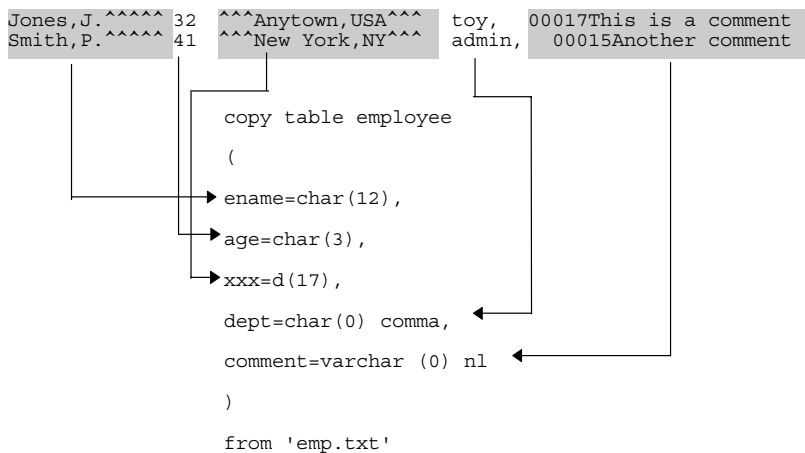 Jones,J.^^^^^ 32 ^^^Anytown,USA^^^ toy, 00017This is a comment
Smith,P.^^^^^ 41 ^^^New York,NY^^^ admin, 00015Another comment
copy table employee
(
ename=char(12),
age=char(3),
xxx=d(17),
dept=char(0) comma,
comment=varchar (0) nl
)
from 'emp.txt'